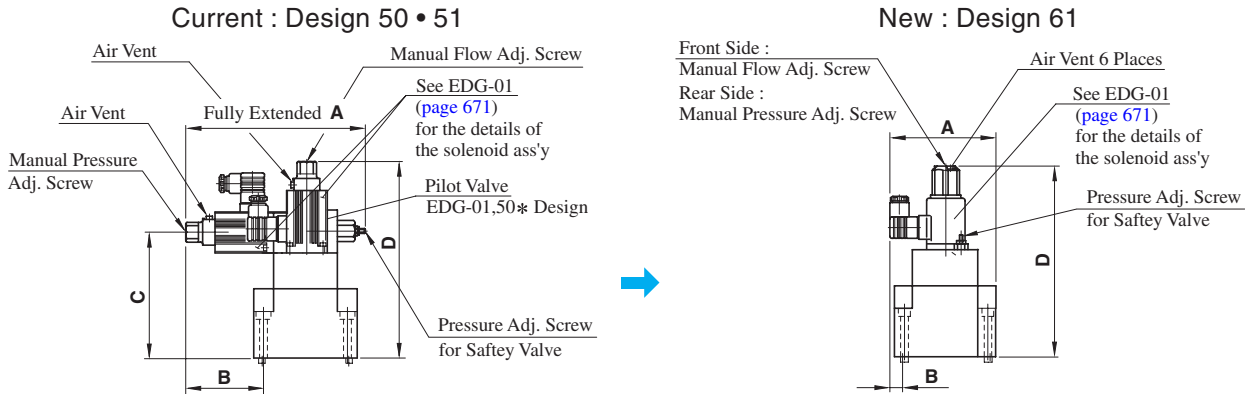 Current : Design 50 • 51
Air Vent
Manual Flow Adj. Screw
See EDG-01
(page 671)
for the details of
the solenoid ass'y
Fully Extended
A
Air Vent
Manual Pressure
Adj. Screw
Pilot Valve
EDG-01,50* Design
D
C
Pressure Adj. Screw
for Saftey Valve
B
New : Design 61
Front Side :
Manual Flow Adj. Screw
Rear Side :
Manual Pressure Adj. Screw
Air Vent 6 Places
See EDG-01
(page 671)
for the details of
the solenoid ass'y
A
Pressure Adj. Screw
for Saftey Valve
D
B